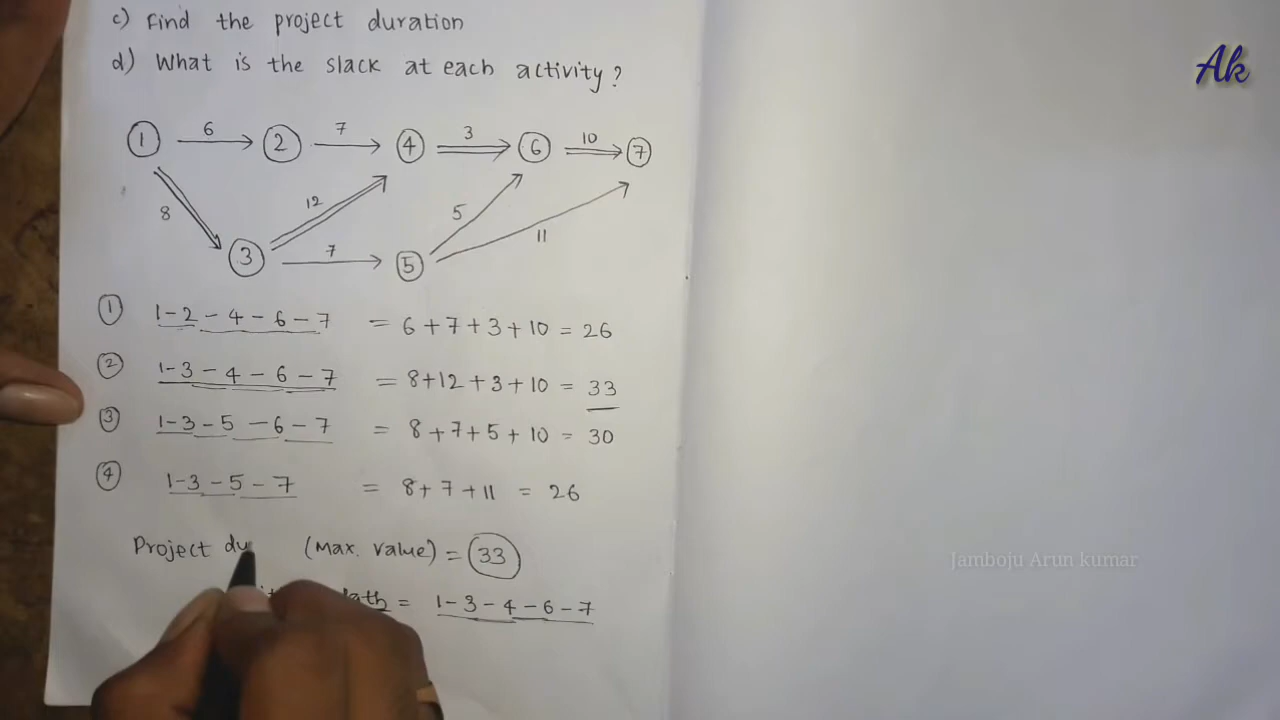 c) Find the project duration
d) What is the slack at each activity?
Ak
1 6 2 7 4 3 6 10 7
8 12 5
11
3 7 5
① 1-2-4-6-7 = 6+7+3+10 = 26
② 1-3-4-6-7 = 8+12+3+10 = 33
③ 1-3-5-6-7 = 8+7+5+10 = 30
④ 1-3-5-7 = 8+7+11 = 26
Project du (Max. Value) = 33
Jamboju Arun kumar
= 1-3-4-6-7